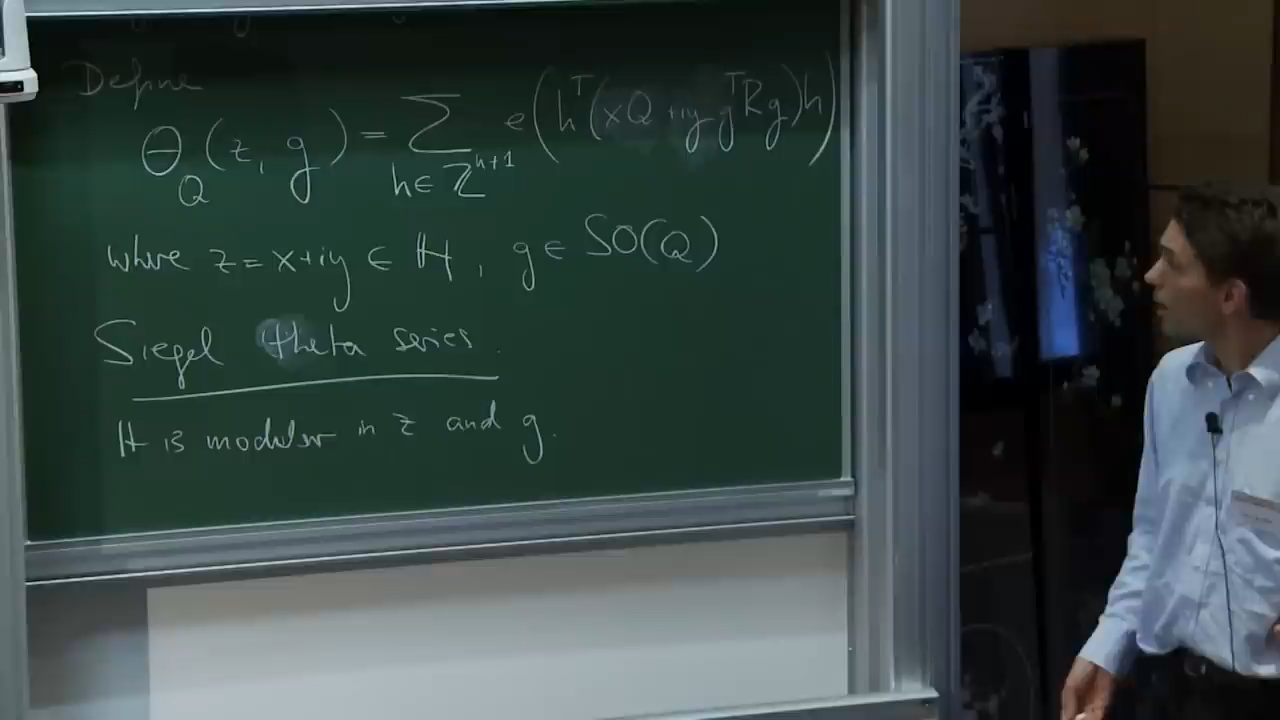 Define
Θ_Q(z, g) = Σ_{h∈ℤ^{n+1}} e(h^T(xQ + iy g^T R g)h)
where z = x+iy ∈ ℍ, g ∈ SO(Q)
Siegel theta series.
It is modular in z and g.